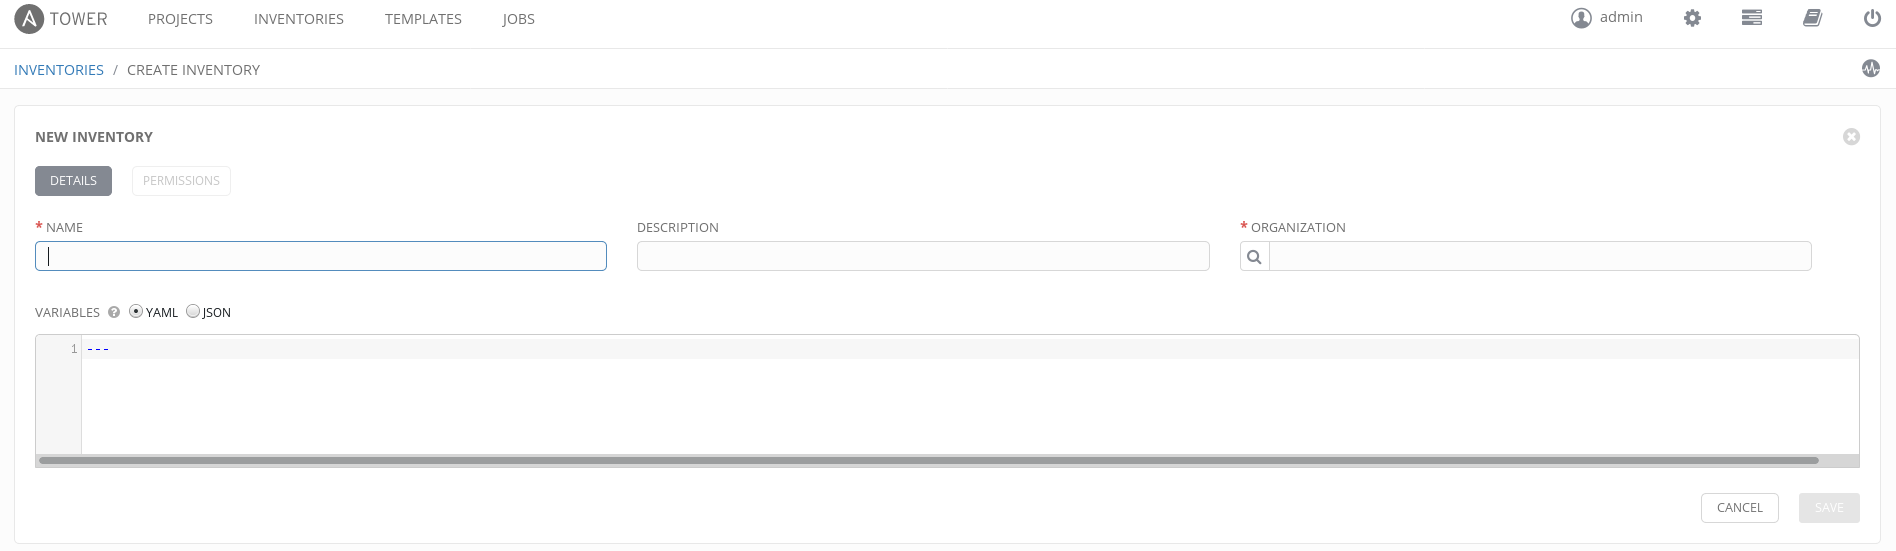 TOWER PROJECTS INVENTORIES TEMPLATES JOBS admin
INVENTORIES / CREATE INVENTORY
NEW INVENTORY
DETAILS PERMISSIONS
* NAME DESCRIPTION * ORGANIZATION
VARIABLES ? YAML JSON
1 ---
CANCEL SAVE